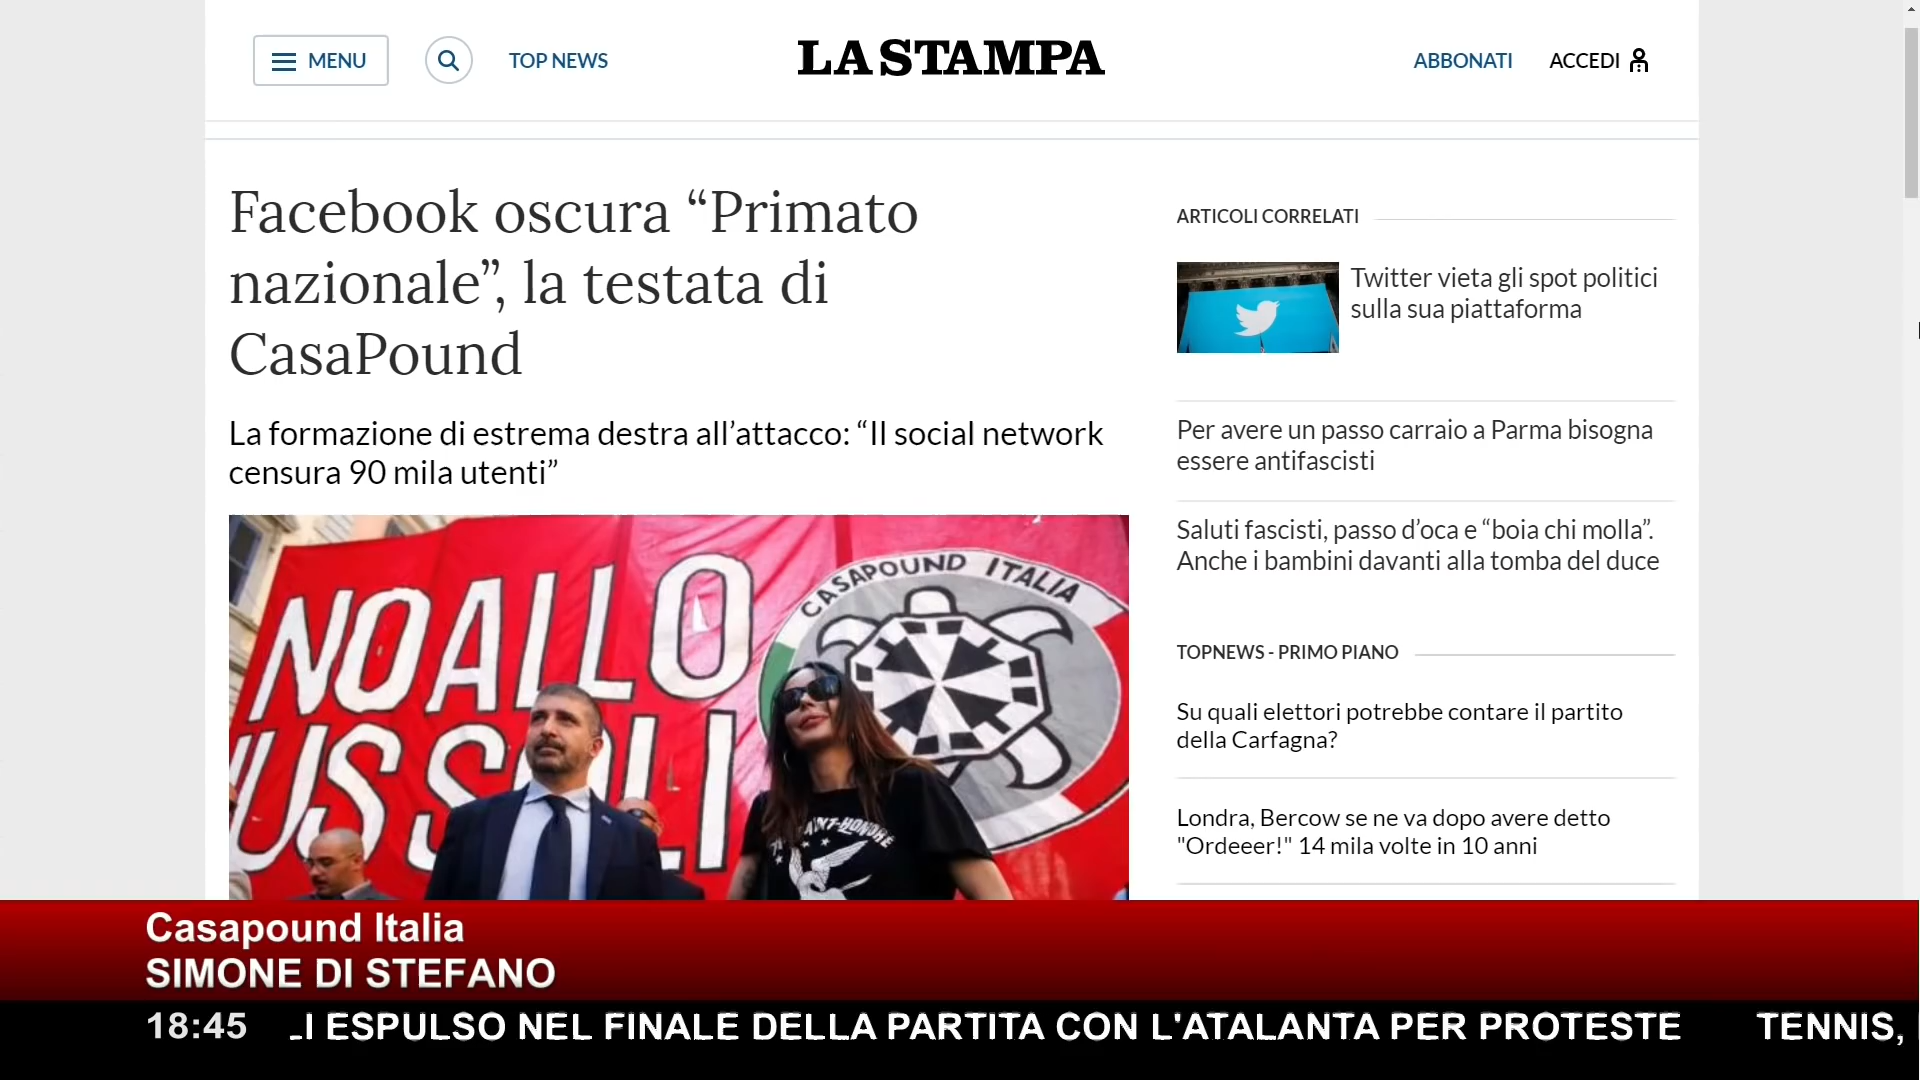 MENU
TOP NEWS
LA STAMPA
ABBONATI
ACCEDI
Facebook oscura “Primato
nazionale”, la testata di
CasaPound
La formazione di estrema destra all’attacco: “Il social network
censura 90 mila utenti”
NO ALLO
IUS SOLI
CASAPOUND ITALIA
ARTICOLI CORRELATI
Twitter vieta gli spot politici
sulla sua piattaforma
Per avere un passo carraio a Parma bisogna
essere antifascisti
Saluti fascisti, passo d’oca e “boia chi molla”.
Anche i bambini davanti alla tomba del duce
TOPNEWS - PRIMO PIANO
Su quali elettori potrebbe contare il partito
della Carfagna?
Londra, Bercow se ne va dopo avere detto
"Ordeeer!" 14 mila volte in 10 anni
Casapound Italia
SIMONE DI STEFANO
18:45 I ESPULSO NEL FINALE DELLA PARTITA CON L'ATALANTA PER PROTESTE TENNIS,